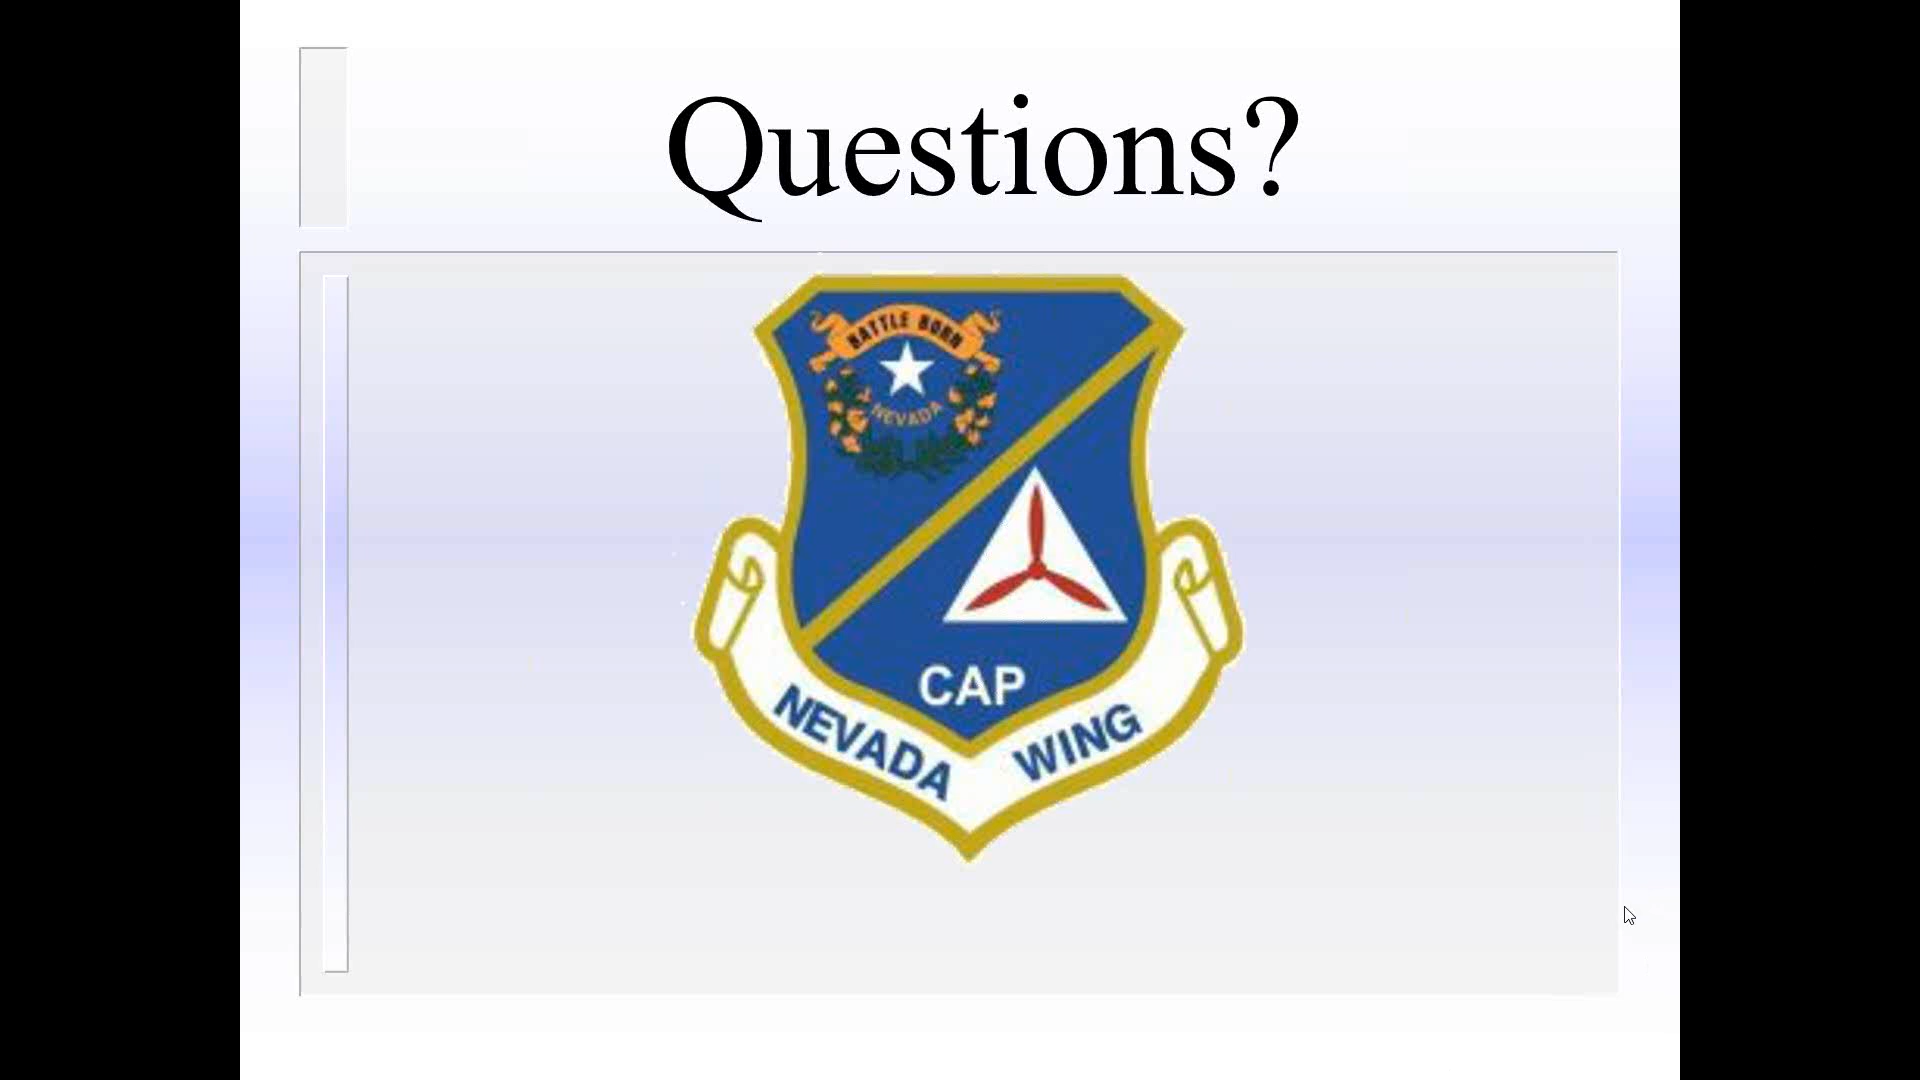 Questions?
BATTLE BORN
NEVADA
CAP
NEVADA WING